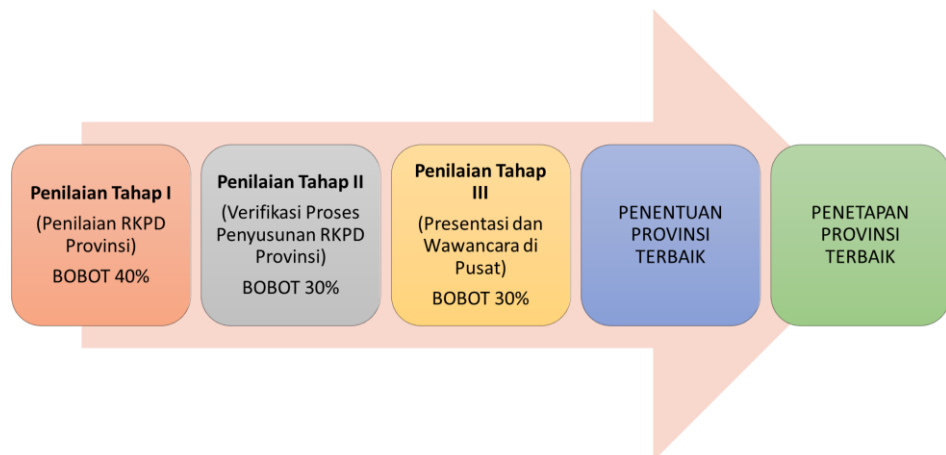 Penilaian Tahap I
(Penilaian RKPD
Provinsi)
BOBOT 40%
Penilaian Tahap II
(Verifikasi Proses
Penyusunan RKPD
Provinsi)
BOBOT 30%
Penilaian Tahap
III
(Presentasi dan
Wawancara di
Pusat)
BOBOT 30%
PENENTUAN
PROVINSI
TERBAIK
PENETAPAN
PROVINSI
TERBAIK